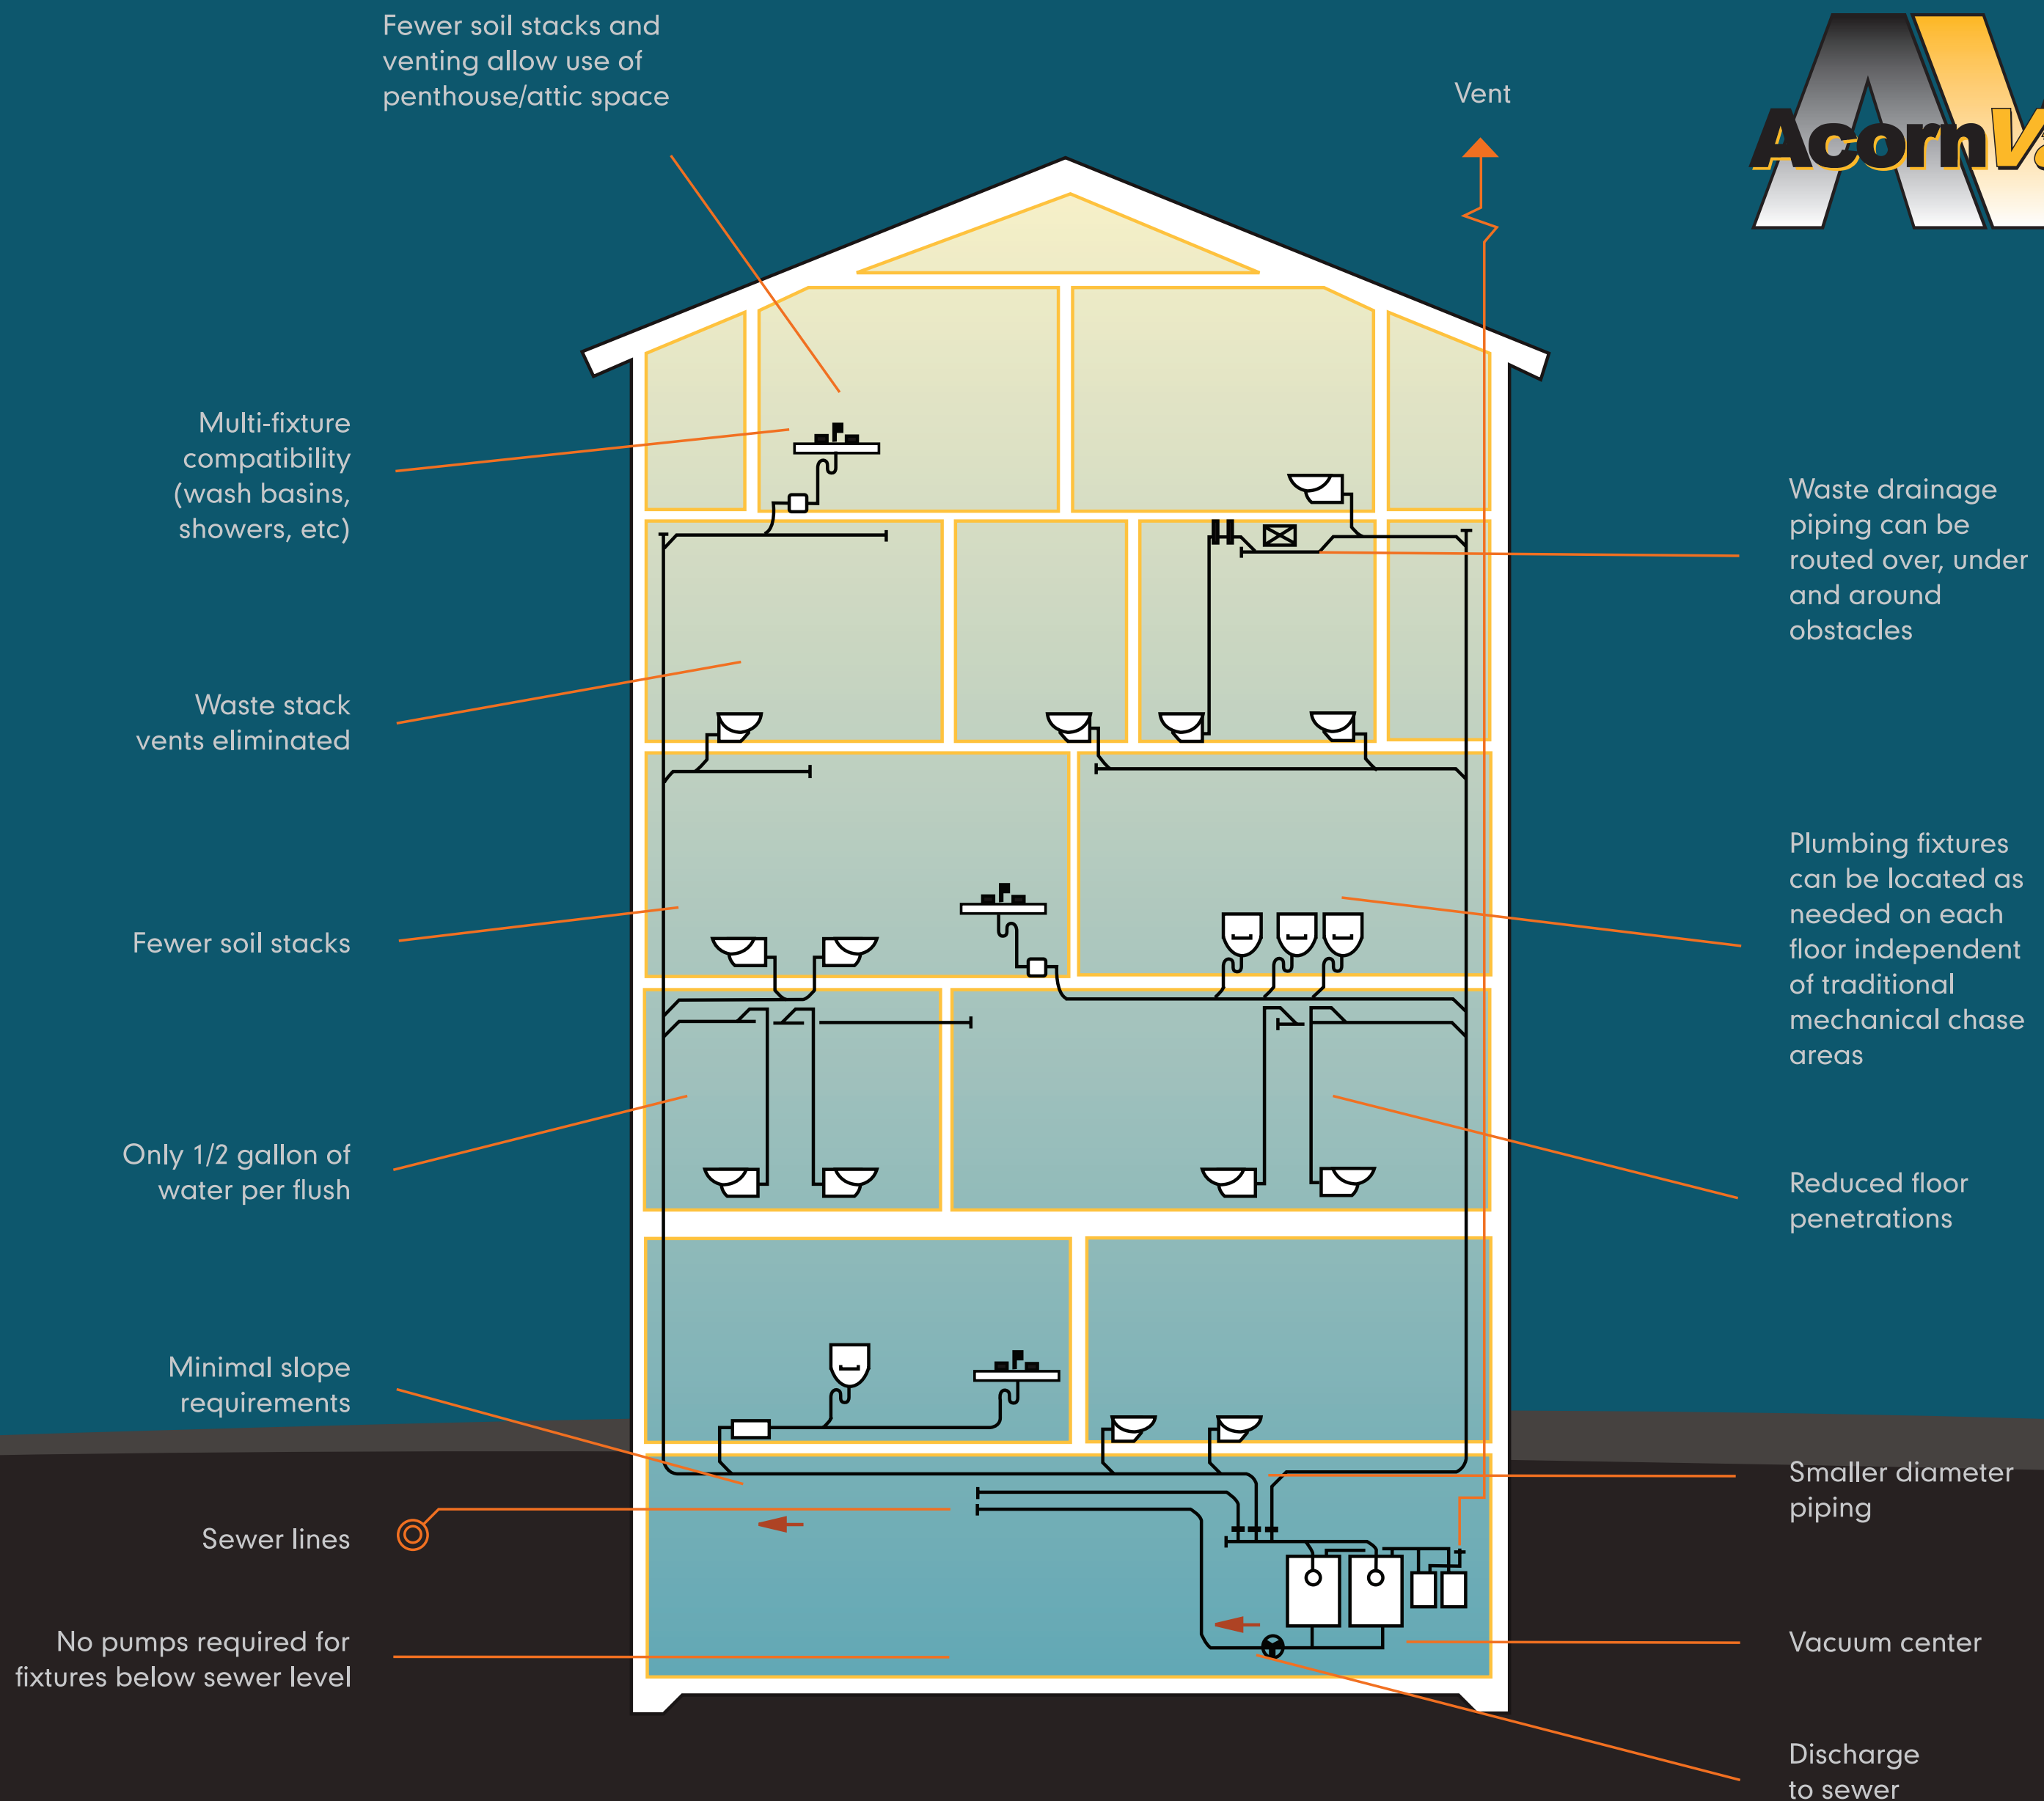 Fewer soil stacks and
venting allow use of
penthouse/attic space
Vent
Acorn
Multi-fixture
compatibility
(wash basins,
showers, etc)
Waste stack
vents eliminated
Fewer soil stacks
Only 1/2 gallon of
water per flush
Minimal slope
requirements
Sewer lines
No pumps required for
fixtures below sewer level
Waste drainage
piping can be
routed over, under
and around
obstacles
Plumbing fixtures
can be located as
needed on each
floor independent
of traditional
mechanical chase
areas
Reduced floor
penetrations
Smaller diameter
piping
Vacuum center
Discharge
to sewer